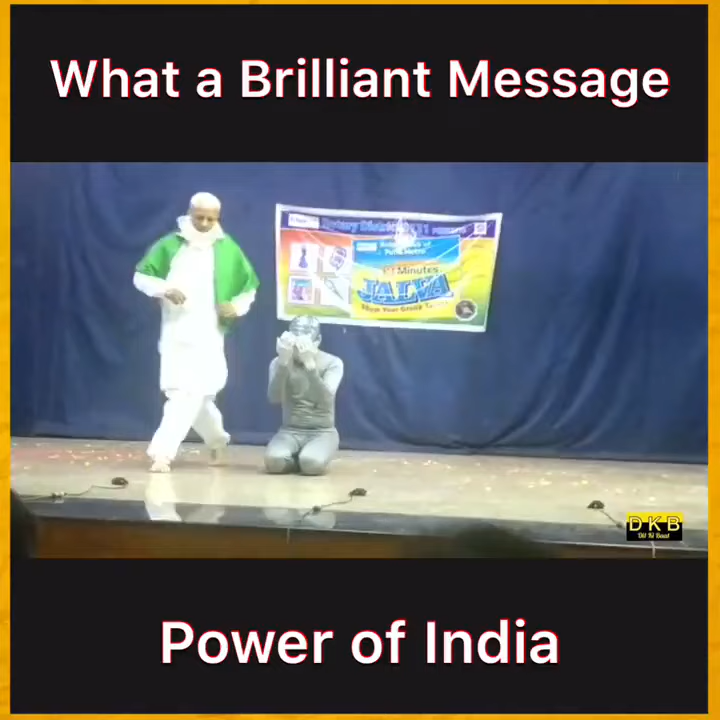 What a Brilliant Message
Rotary District
Minutes
JALVA
DKB
Dil Ki Baat
Power of India